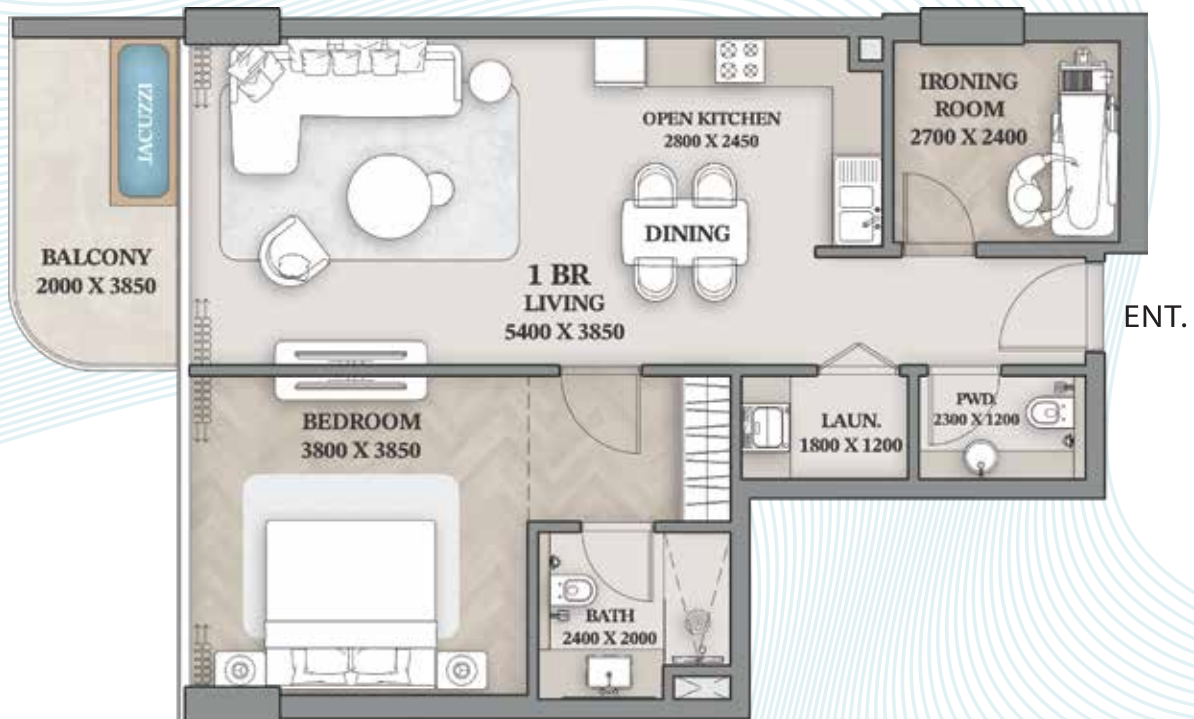 JACUZZI
BALCONY
2000 X 3850
OPEN KITCHEN
2800 X 2450
IRONING
ROOM
2700 X 2400
DINING
1 BR
LIVING
5400 X 3850
ENT.
BEDROOM
3800 X 3850
LAUN.
1800 X 1200
PWD.
2300 X 1200
BATH
2400 X 2000